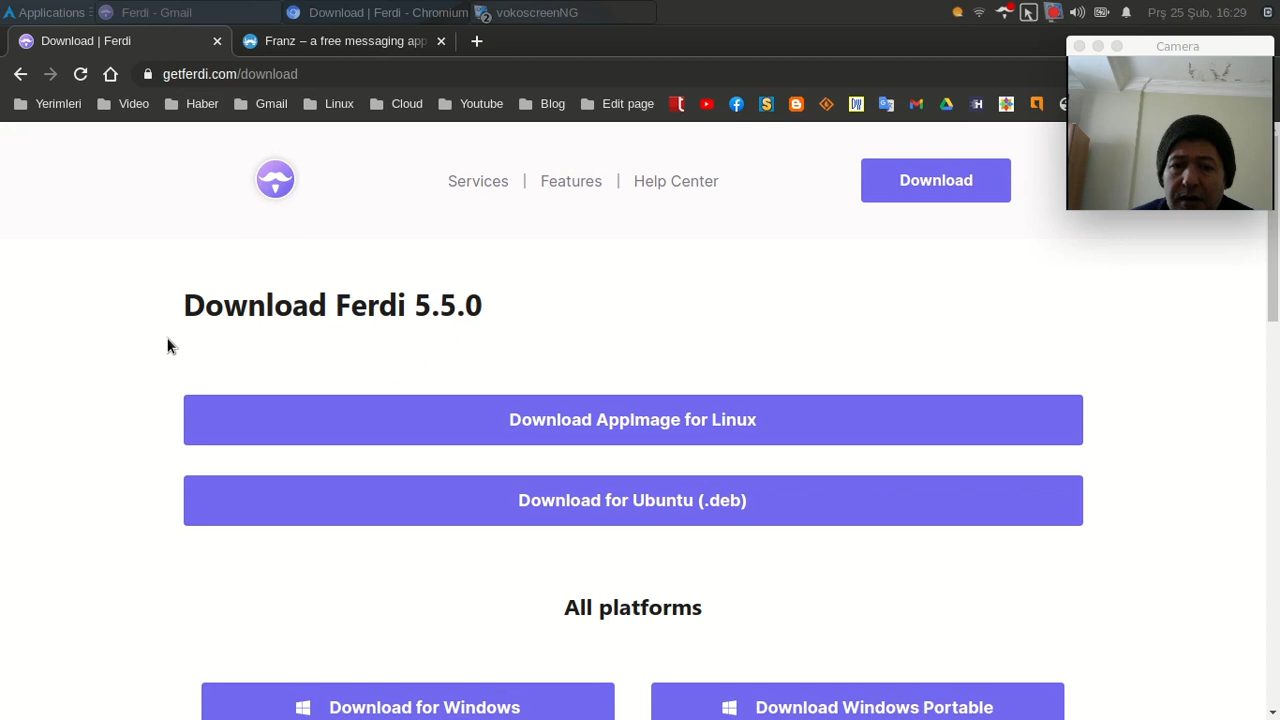 Applications
Ferdi - Gmail
Download | Ferdi - Chromium
2
vokoscreenNG
Prş 25 Şub, 16:29
Download | Ferdi
Franz – a free messaging app
Camera
getferdi.com/download
Yerimleri
Video
Haber
Gmail
Linux
Cloud
Youtube
Blog
Edit page
Services | Features | Help Center
Download
Download Ferdi 5.5.0
Download AppImage for Linux
Download for Ubuntu (.deb)
All platforms
Download for Windows
Download Windows Portable